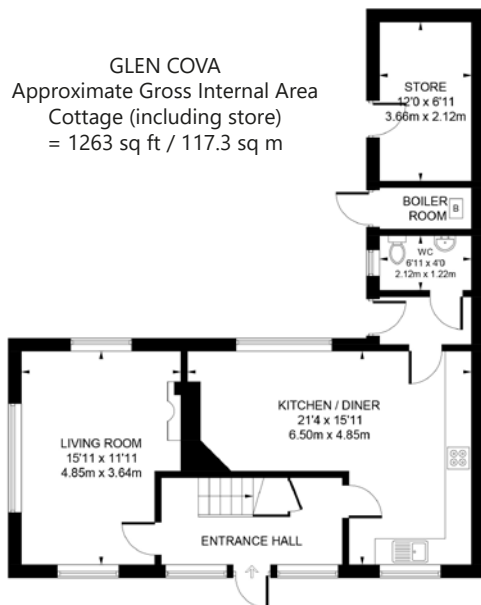 GLEN COVA
Approximate Gross Internal Area
Cottage (including store)
= 1263 sq ft / 117.3 sq m
STORE
12'0 x 6'11
3.66m x 2.12m
BOILER
ROOM
B
WC
6'11 x 4'0
2.12m x 1.22m
KITCHEN / DINER
21'4 x 15'11
6.50m x 4.85m
LIVING ROOM
15'11 x 11'11
4.85m x 3.64m
ENTRANCE HALL